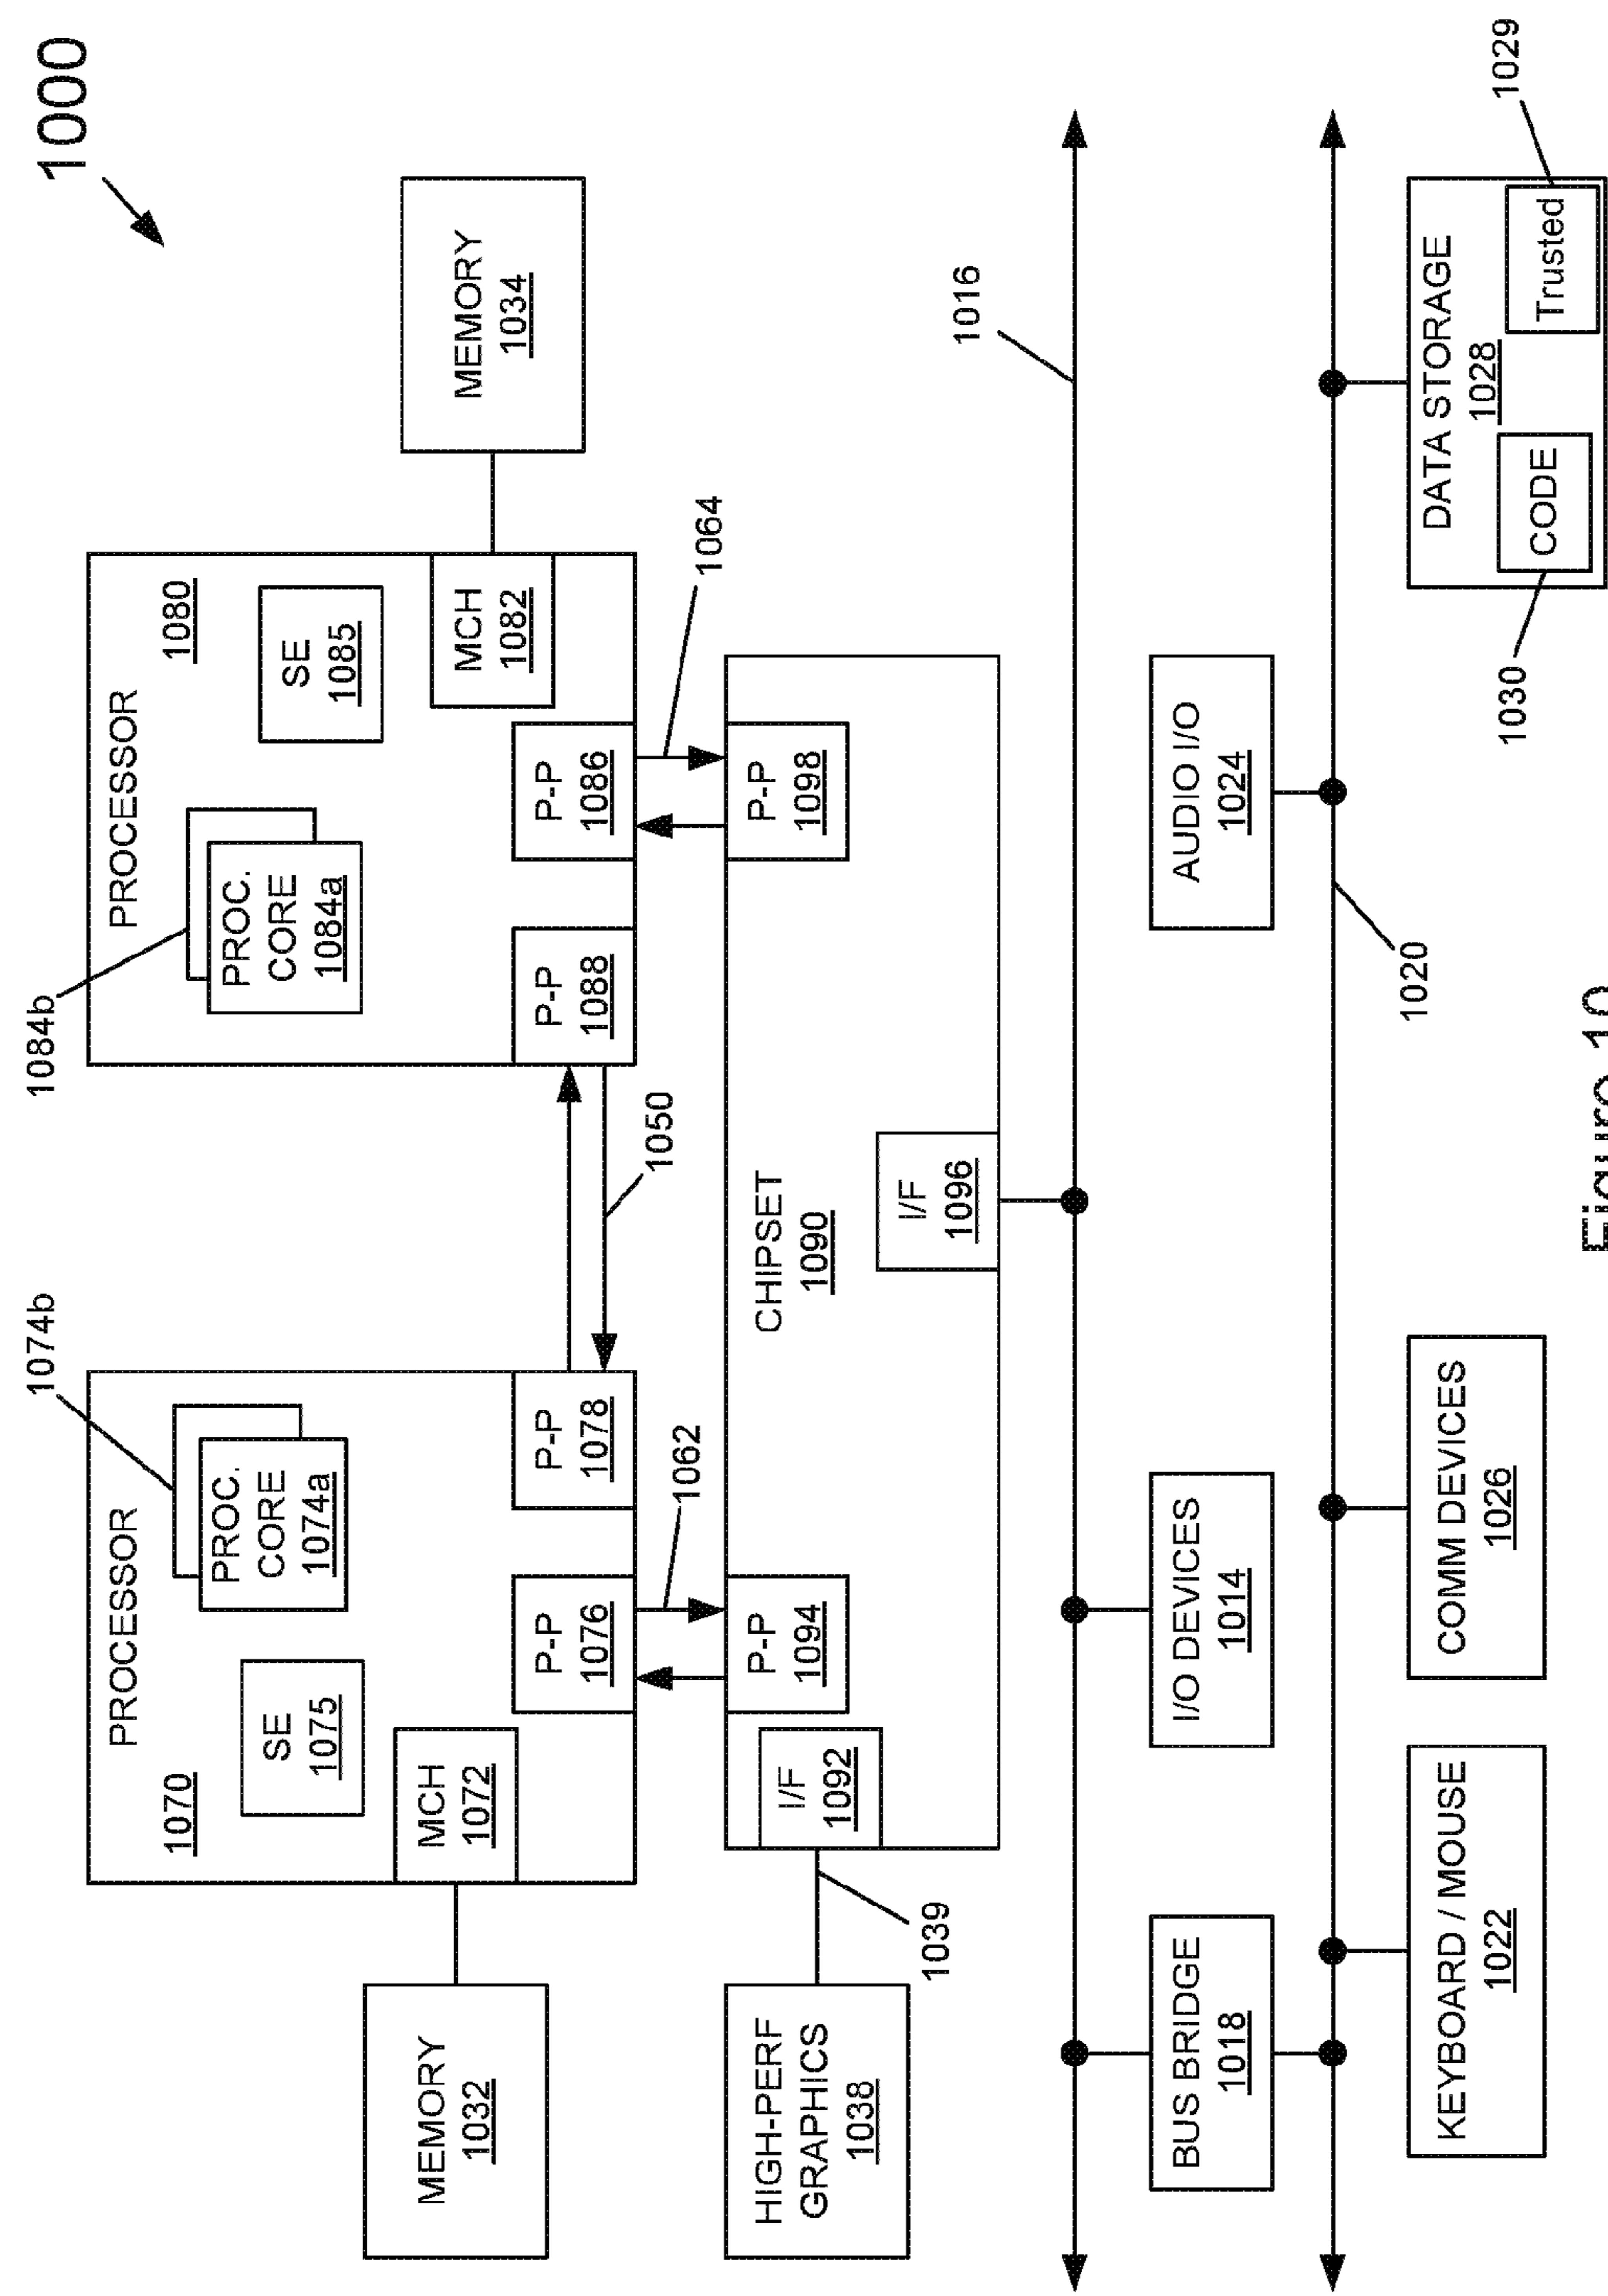 1000
1074b
1084b
PROCESSOR
1070
PROC.
CORE
1074a
SE
1075
MCH
1072
P-P
1076
P-P
1078
MEMORY
1032
1050
PROCESSOR
1080
PROC.
CORE
1084a
SE
1085
MCH
1082
P-P
1088
P-P
1086
MEMORY
1034
1062
1064
HIGH-PERF
GRAPHICS
1038
1039
I/F
1092
P-P
1094
CHIPSET
1090
P-P
1098
I/F
1096
1016
BUS BRIDGE
1018
I/O DEVICES
1014
AUDIO I/O
1024
1020
KEYBOARD / MOUSE
1022
COMM DEVICES
1026
DATA STORAGE
1028
CODE
1030
Trusted
1029
Figure 10